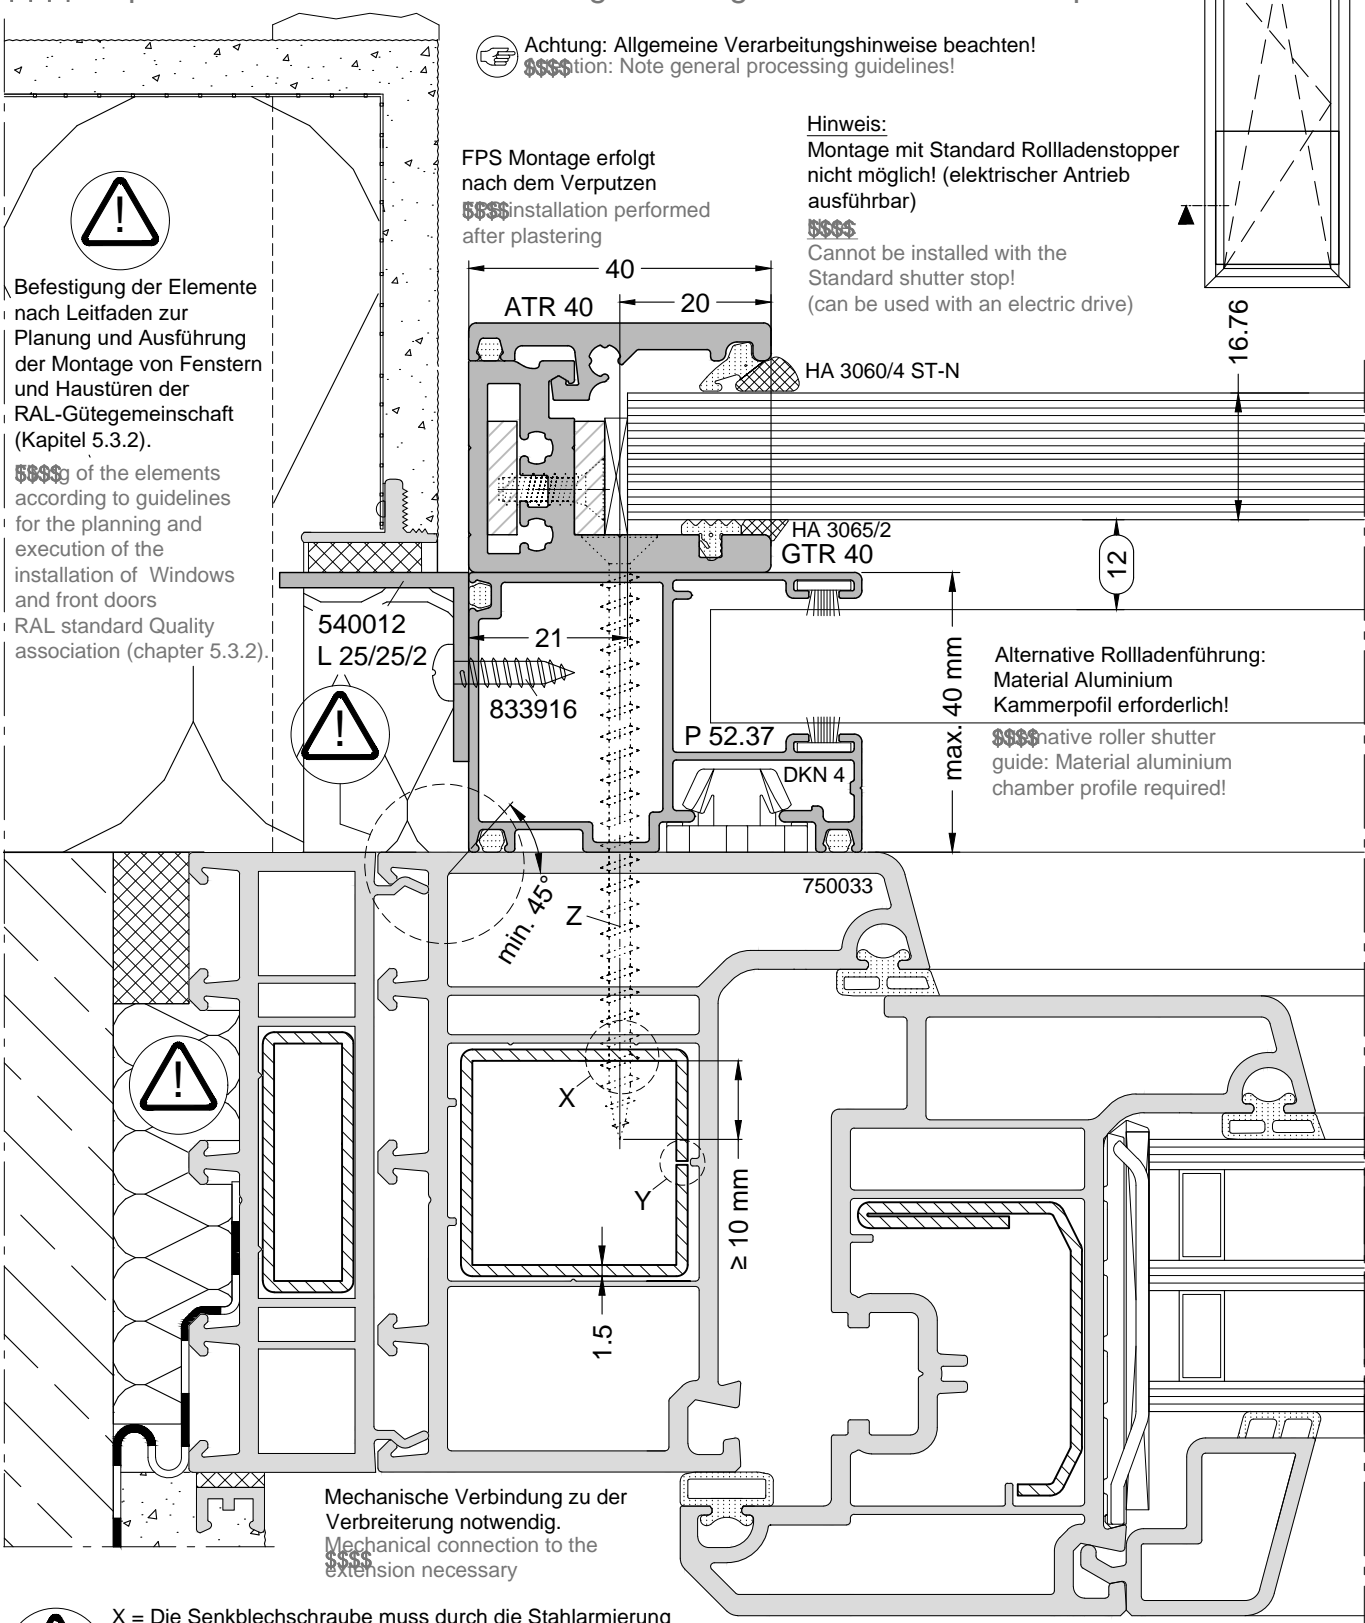 Achtung: Allgemeine Verarbeitungshinweise beachten!
$$$$tion: Note general processing guidelines!
Hinweis:
Montage mit Standard Rollladenstopper
nicht möglich! (elektrischer Antrieb
ausführbar)
$$$$
Cannot be installed with the
Standard shutter stop!
(can be used with an electric drive)
FPS Montage erfolgt
nach dem Verputzen
$$$$ installation performed
after plastering
Befestigung der Elemente
nach Leitfaden zur
Planung und Ausführung
der Montage von Fenstern
und Haustüren der
RAL-Gütegemeinschaft
(Kapitel 5.3.2).
$$$$g of the elements
according to guidelines
for the planning and
execution of the
installation of Windows
and front doors
RAL standard Quality
association (chapter 5.3.2).
40
ATR 40
20
16.76
HA 3060/4 ST-N
HA 3065/2
GTR 40
12
540012
L 25/25/2
21
833916
P 52.37
DKN 4
max. 40 mm
Alternative Rollladenführung:
Material Aluminium
Kammerpofil erforderlich!
$$$$native roller shutter
guide: Material aluminium
chamber profile required!
750033
min. 45°
Z
X
Y
≥ 10 mm
1.5
Mechanische Verbindung zu der
Verbreiterung notwendig.
Mechanical connection to the
$$$$ension necessary
X = Die Senkblechschraube muss durch die Stahlarmierung